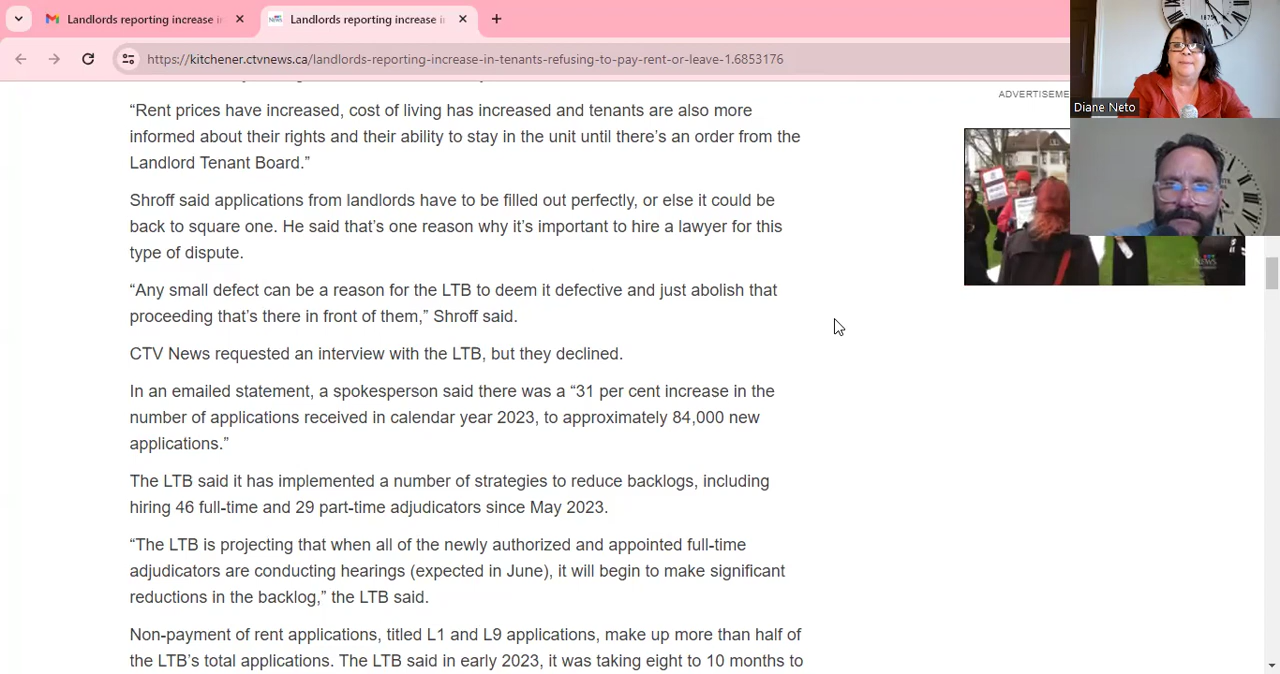 Landlords reporting increase i
Landlords reporting increase i
https://kitchener.ctvnews.ca/landlords-reporting-increase-in-tenants-refusing-to-pay-rent-or-leave-1.6853176
ADVERTISEME
Diane Neto
“Rent prices have increased, cost of living has increased and tenants are also more
informed about their rights and their ability to stay in the unit until there’s an order from the
Landlord Tenant Board.”
Shroff said applications from landlords have to be filled out perfectly, or else it could be
back to square one. He said that’s one reason why it’s important to hire a lawyer for this
type of dispute.
“Any small defect can be a reason for the LTB to deem it defective and just abolish that
proceeding that’s there in front of them,” Shroff said.
CTV News requested an interview with the LTB, but they declined.
In an emailed statement, a spokesperson said there was a “31 per cent increase in the
number of applications received in calendar year 2023, to approximately 84,000 new
applications.”
The LTB said it has implemented a number of strategies to reduce backlogs, including
hiring 46 full-time and 29 part-time adjudicators since May 2023.
“The LTB is projecting that when all of the newly authorized and appointed full-time
adjudicators are conducting hearings (expected in June), it will begin to make significant
reductions in the backlog,” the LTB said.
Non-payment of rent applications, titled L1 and L9 applications, make up more than half of
the LTB’s total applications. The LTB said in early 2023, it was taking eight to 10 months to
NEWS